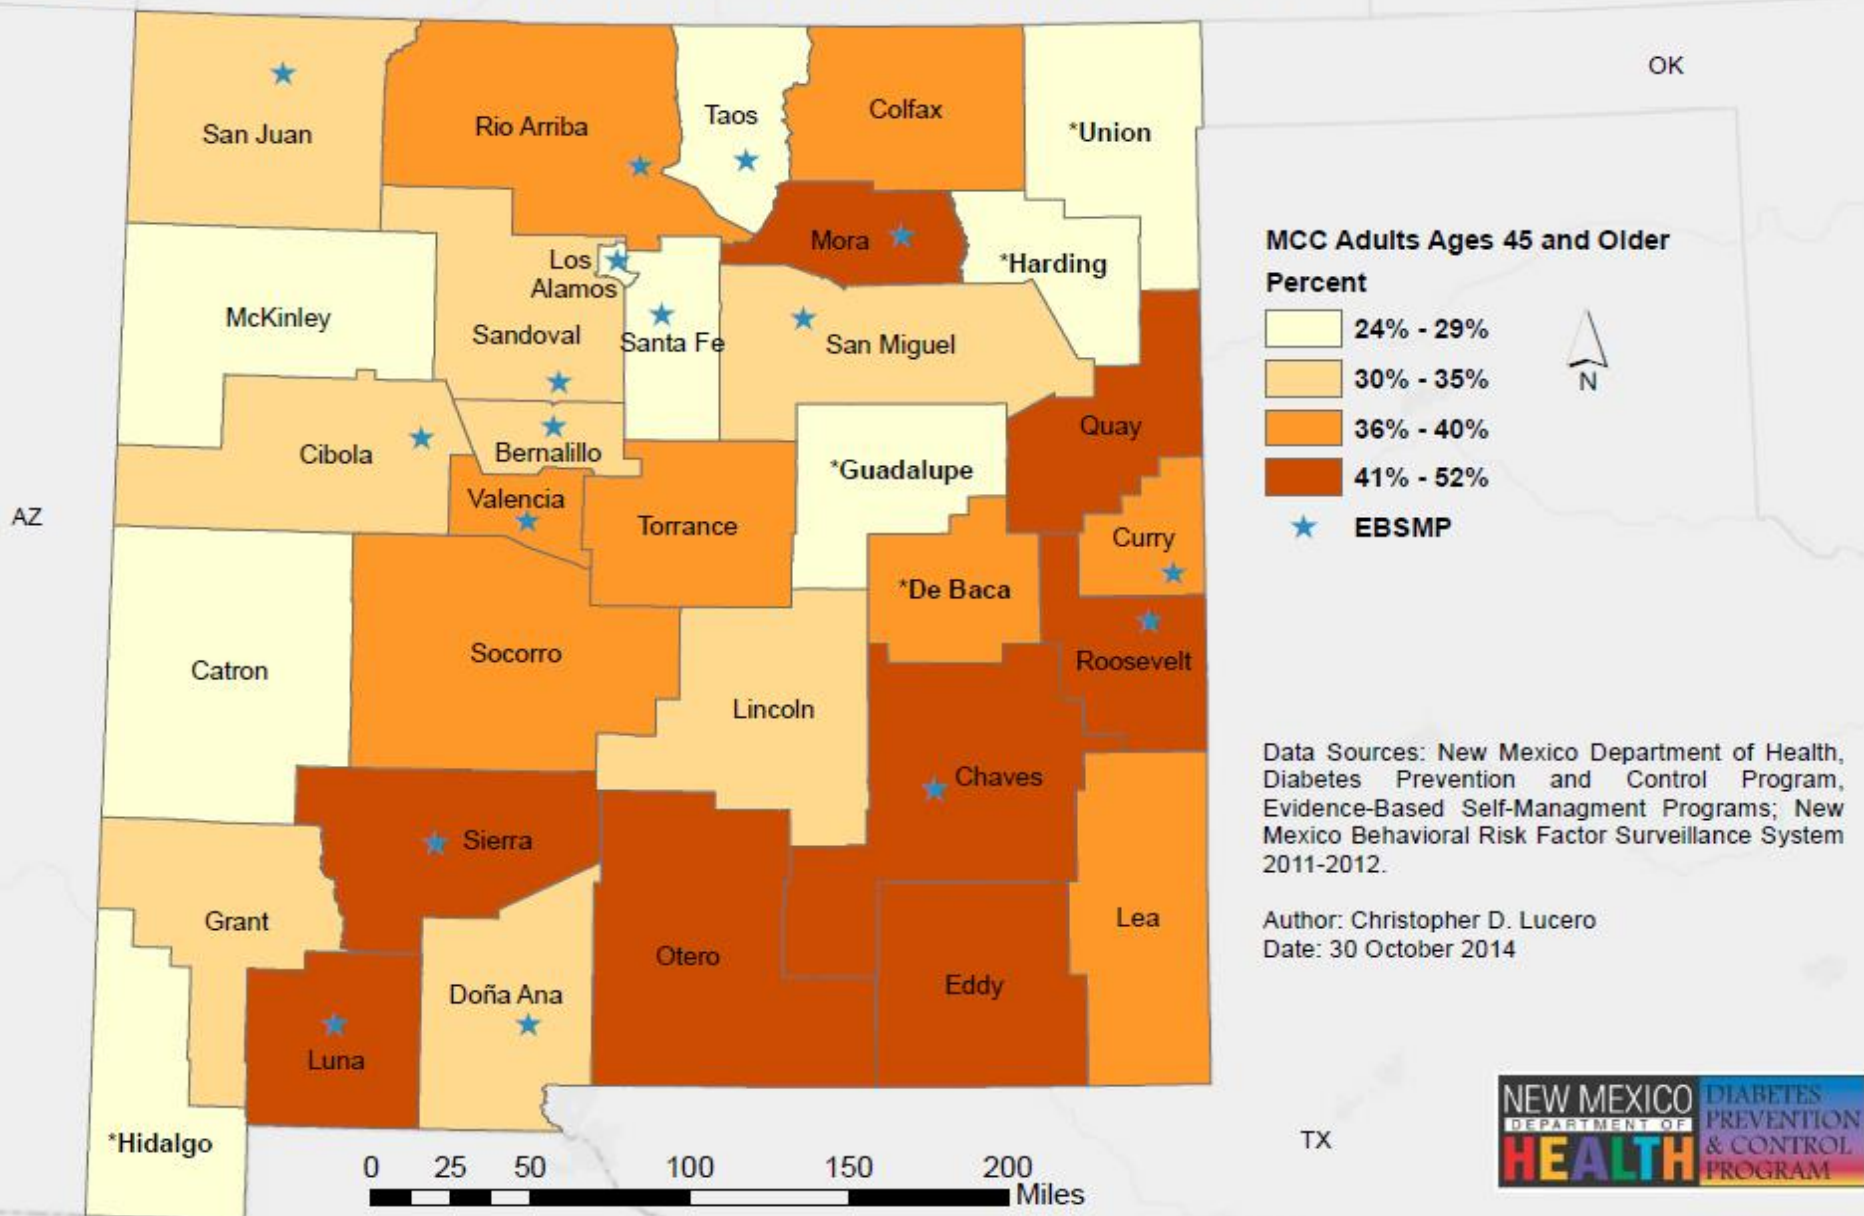 OK
San Juan
Rio Arriba
Taos
Colfax
*Union
Mora
*Harding
Los
Alamos
McKinley
Sandoval
Santa Fe
San Miguel
Cibola
Bernalillo
*Guadalupe
Quay
Valencia
Torrance
Curry
AZ
*De Baca
Catron
Socorro
Lincoln
Roosevelt
Chaves
Sierra
Grant
Otero
Lea
Eddy
Doña Ana
Luna
*Hidalgo
TX
MCC Adults Ages 45 and Older
Percent
24% - 29%
30% - 35%
36% - 40%
41% - 52%
EBSMP
N
Data Sources: New Mexico Department of Health,
Diabetes Prevention and Control Program,
Evidence-Based Self-Managment Programs; New
Mexico Behavioral Risk Factor Surveillance System
2011-2012.
Author: Christopher D. Lucero
Date: 30 October 2014
0 25 50 100 150 200
Miles
NEW MEXICO
DEPARTMENT OF
HEALTH
DIABETES
PREVENTION
& CONTROL
PROGRAM